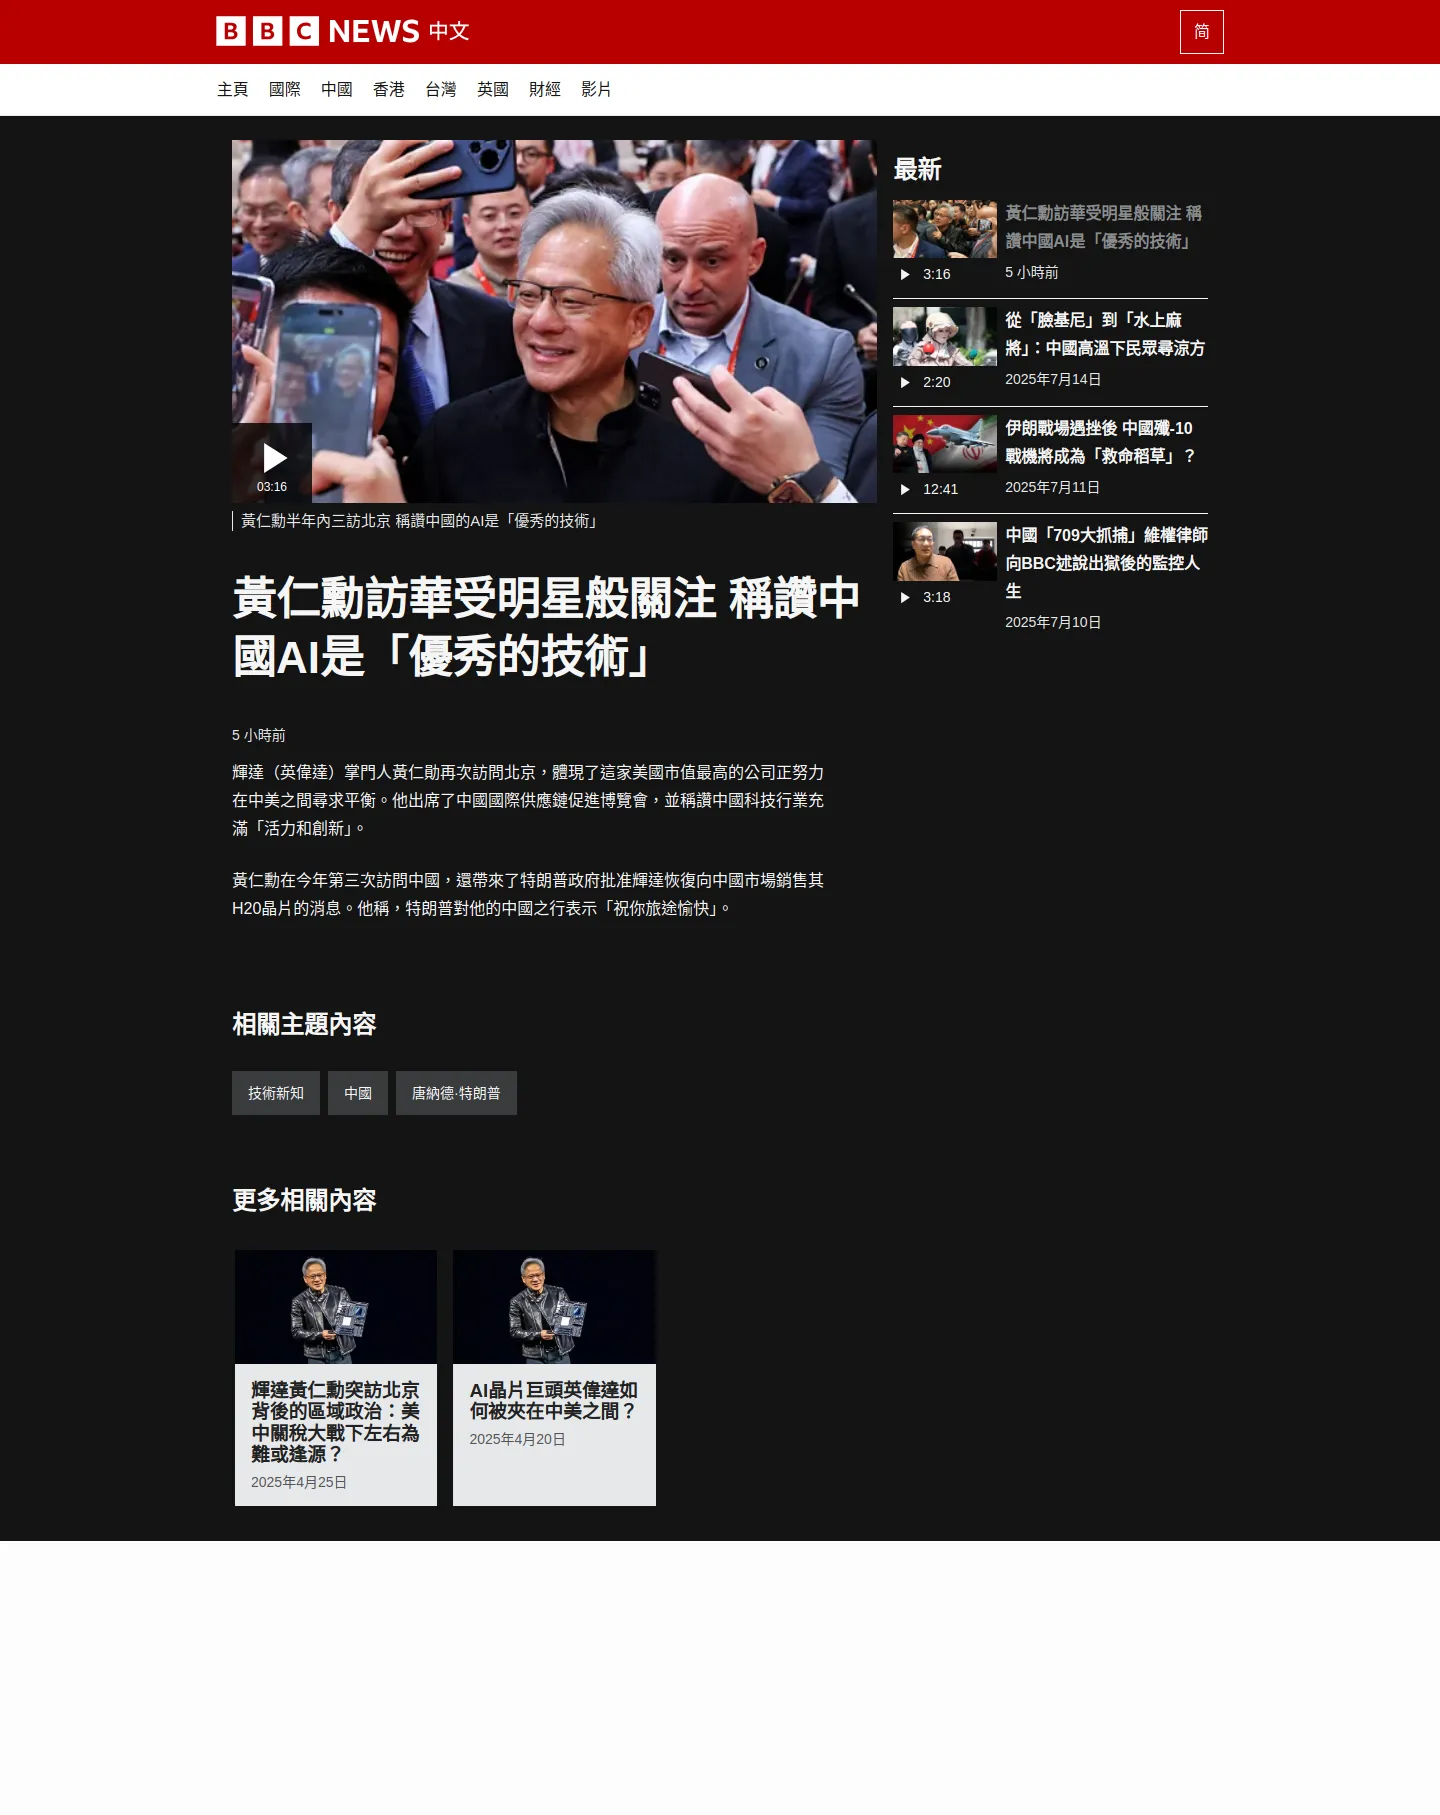 BBC NEWS 中文
简
主頁 國際 中國 香港 台灣 英國 財經 影片
03:16
黃仁勳半年內三訪北京 稱讚中國的AI是「優秀的技術」
黃仁勳訪華受明星般關注 稱讚中
國AI是「優秀的技術」
5 小時前
輝達（英偉達）掌門人黃仁勛再次訪問北京，體現了這家美國市值最高的公司正努力
在中美之間尋求平衡。他出席了中國國際供應鏈促進博覽會，並稱讚中國科技行業充
滿「活力和創新」。
黃仁勳在今年第三次訪問中國，還帶來了特朗普政府批准輝達恢復向中國市場銷售其
H20晶片的消息。他稱，特朗普對他的中國之行表示「祝你旅途愉快」。
相關主題內容
技術新知
中國
唐納德·特朗普
更多相關內容
輝達黃仁勳突訪北京
背後的區域政治：美
中關稅大戰下左右為
難或逢源？
2025年4月25日
AI晶片巨頭英偉達如
何被夾在中美之間？
2025年4月20日
最新
黃仁勳訪華受明星般關注 稱
讚中國AI是「優秀的技術」
3:16
5 小時前
從「臉基尼」到「水上麻
將」：中國高溫下民眾尋涼方
2:20
2025年7月14日
伊朗戰場遇挫後 中國殲-10
戰機將成為「救命稻草」？
12:41
2025年7月11日
中國「709大抓捕」維權律師
向BBC述說出獄後的監控人
生
3:18
2025年7月10日